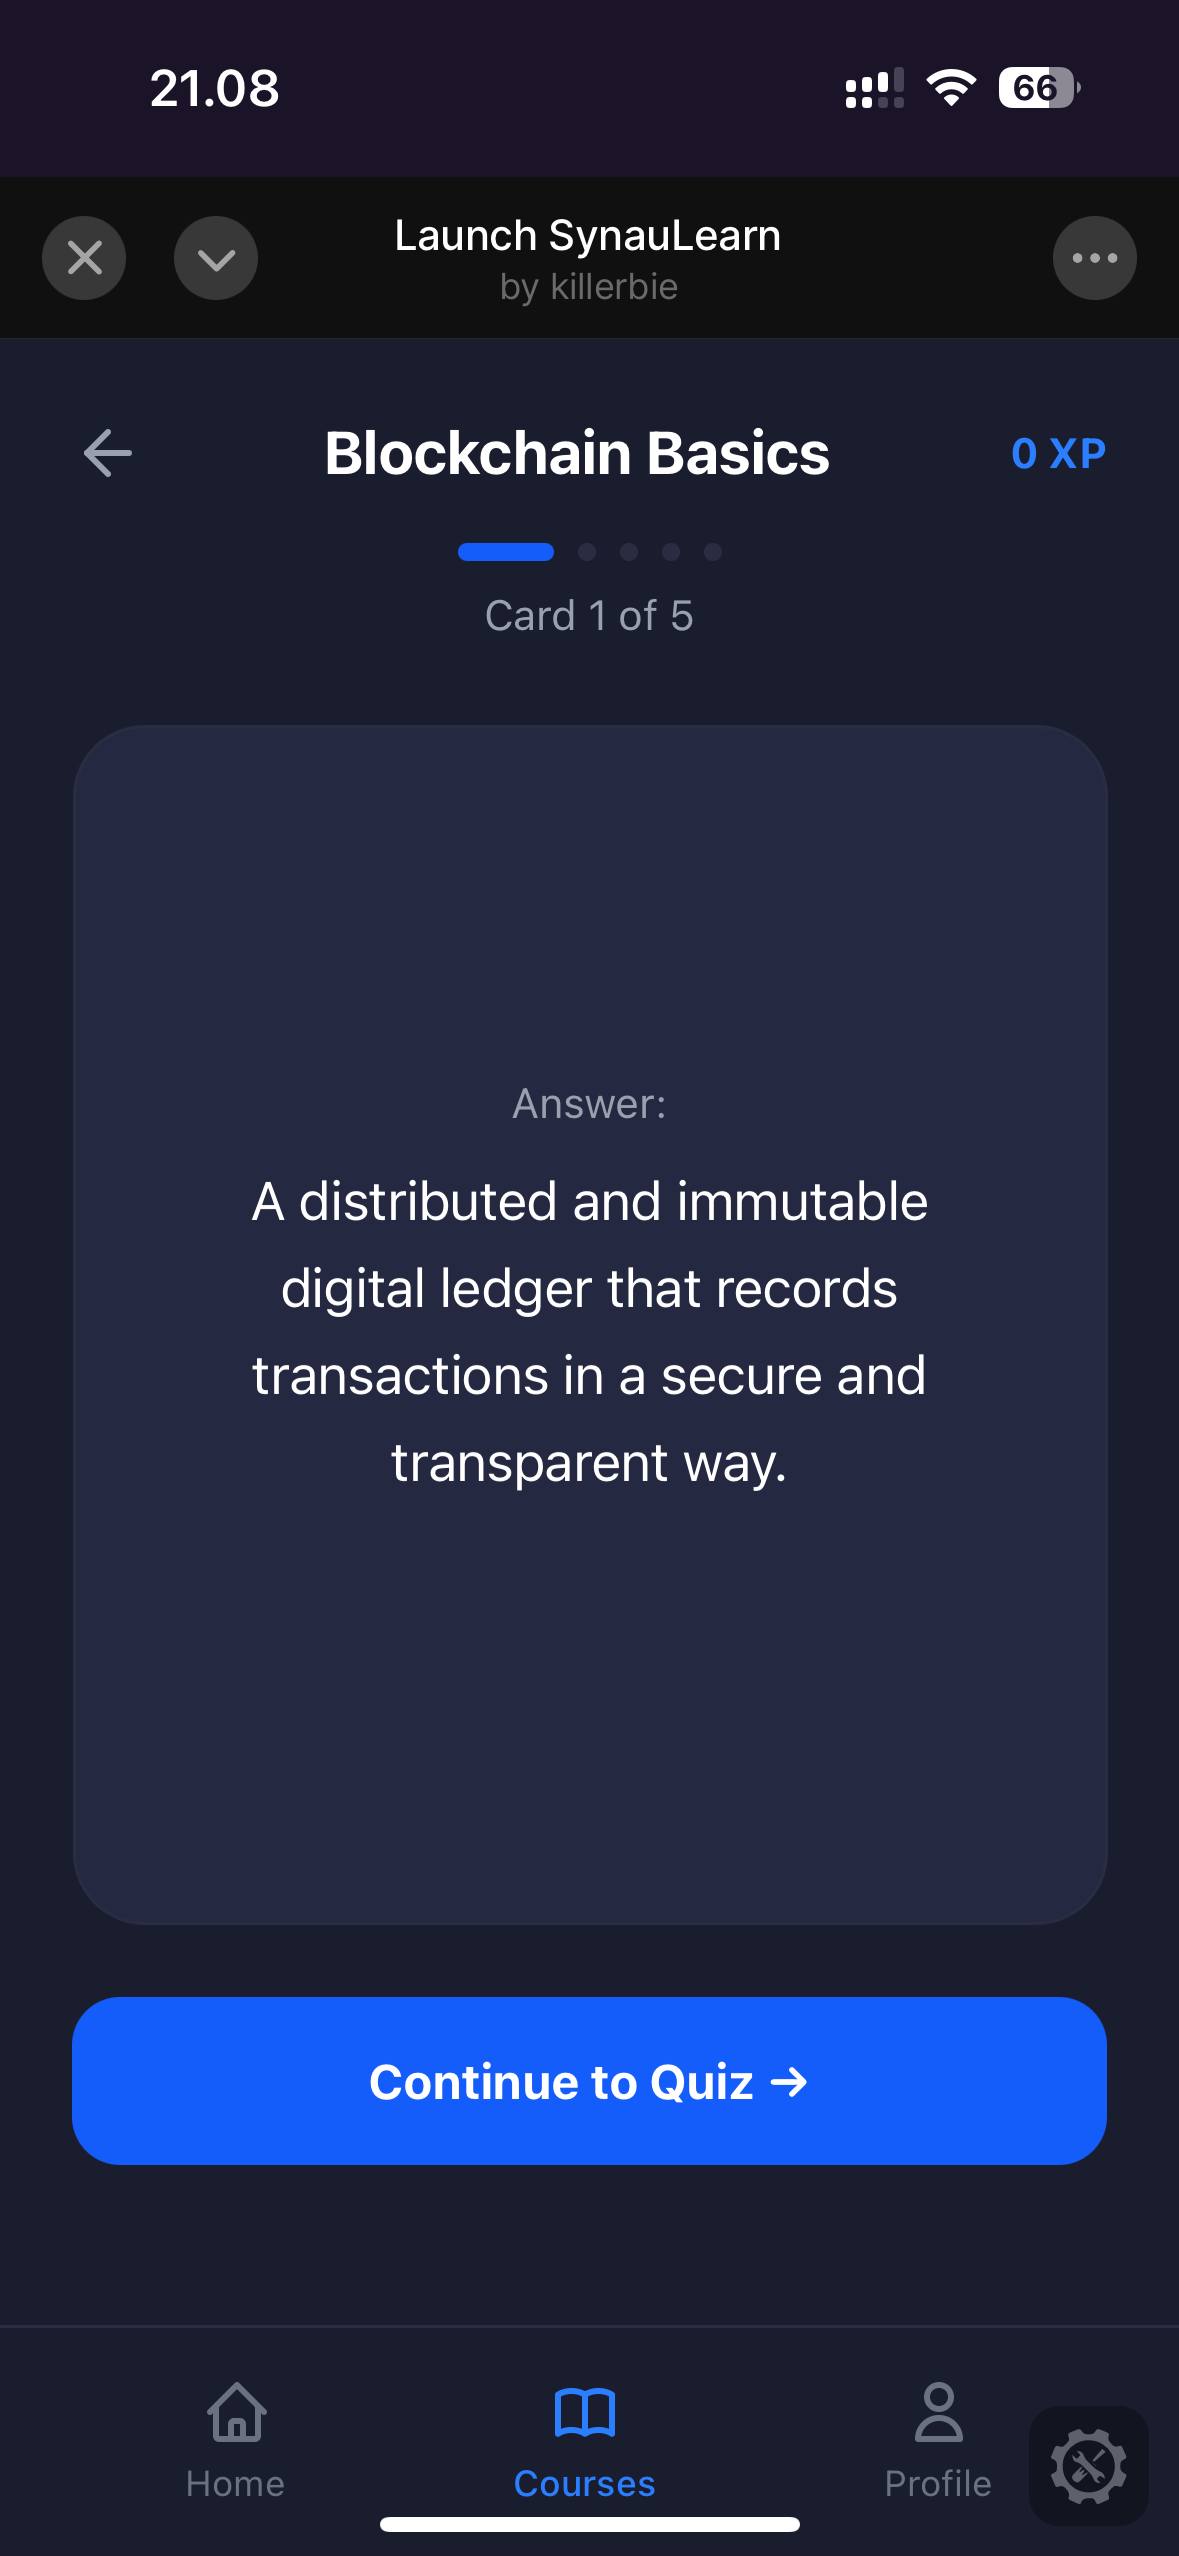 21.08
66
Launch SynauLearn
by killerbie
Blockchain Basics
0 XP
Card 1 of 5
Answer:
A distributed and immutable
digital ledger that records
transactions in a secure and
transparent way.
Continue to Quiz →
Home
Courses
Profile